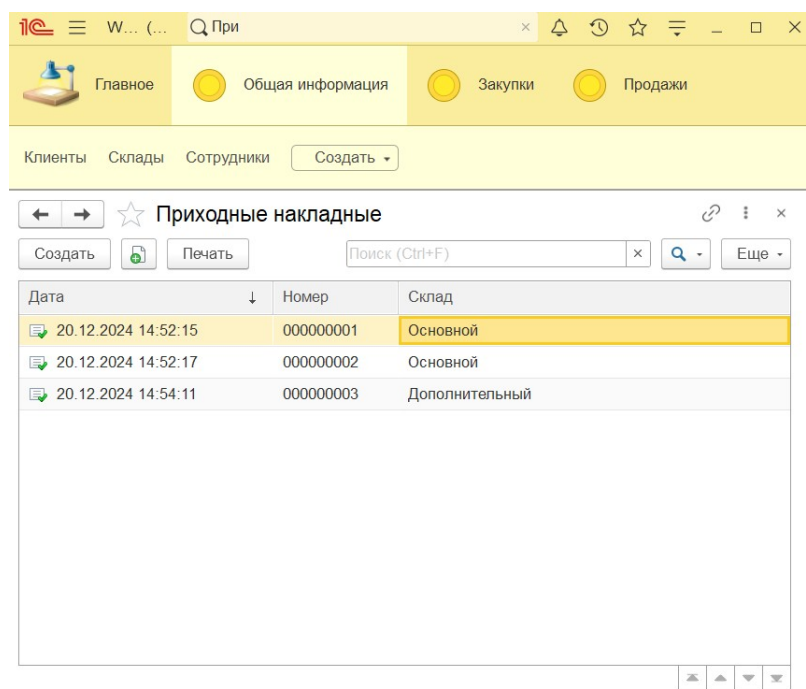 1С W... (... При
Главное Общая информация Закупки Продажи
Клиенты Склады Сотрудники Создать
Приходные накладные
Создать Печать Поиск (Ctrl+F) Еще
Дата Номер Склад
20.12.2024 14:52:15 000000001 Основной
20.12.2024 14:52:17 000000002 Основной
20.12.2024 14:54:11 000000003 Дополнительный